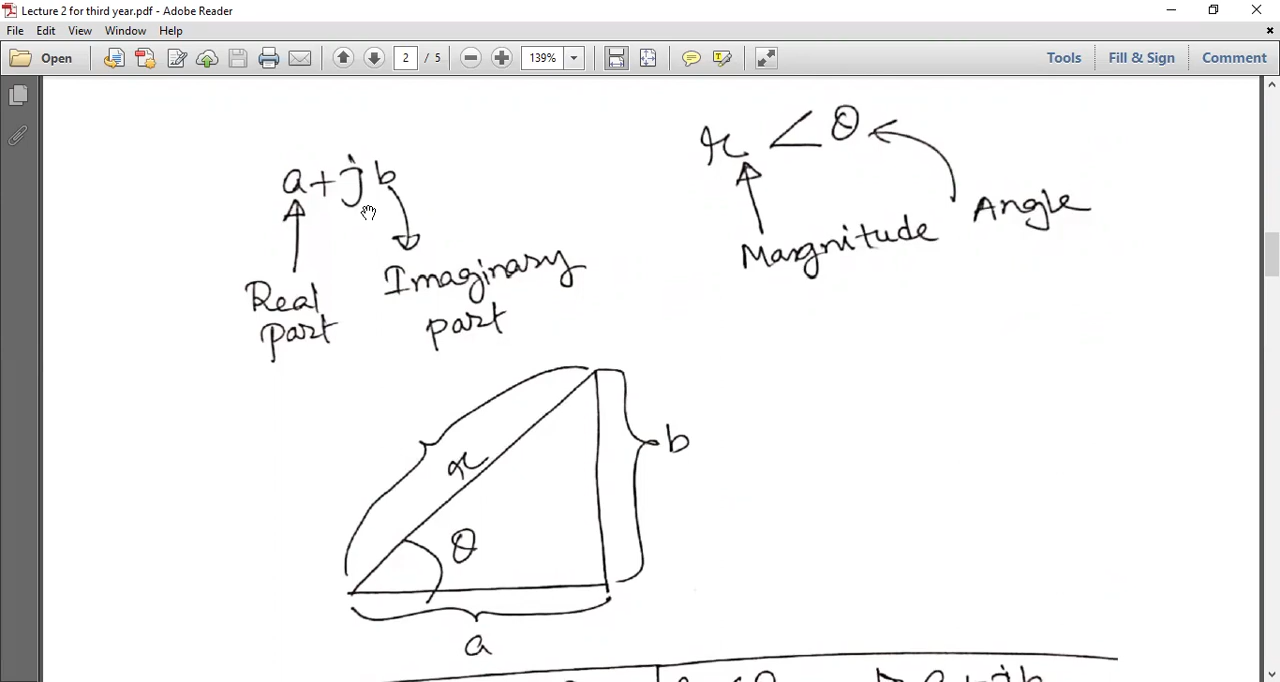 Lecture 2 for third year.pdf - Adobe Reader
File Edit View Window Help
Open 2 / 5 139% Tools Fill & Sign Comment
a + jb
Real
part
Imaginary
part
r ∠θ
Margnitude
Angle
r
θ
b
a